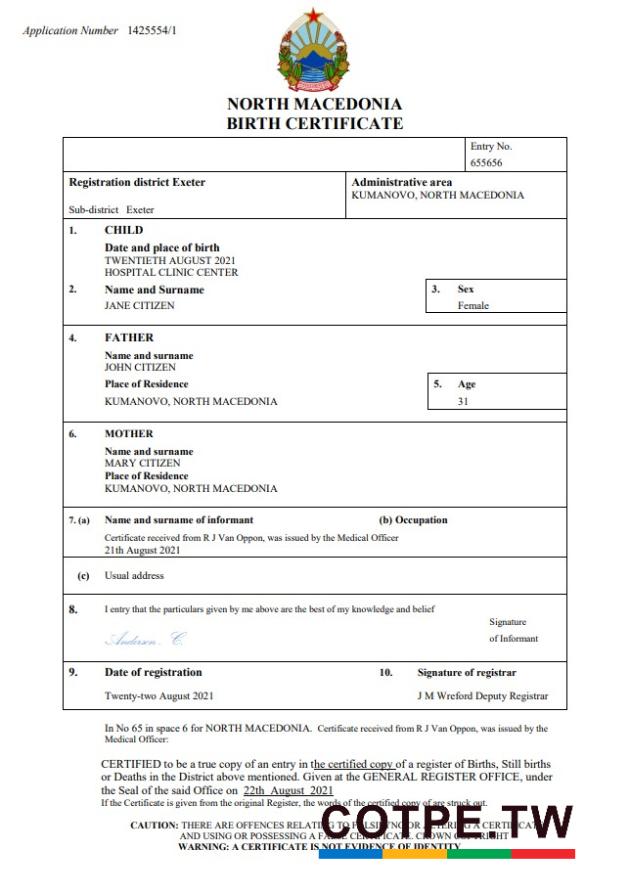 Application Number 1425554/1
NORTH MACEDONIA
BIRTH CERTIFICATE
Entry No.
655656
Registration district Exeter
Sub-district Exeter
Administrative area
KUMANOVO, NORTH MACEDONIA
1. CHILD
Date and place of birth
TWENTIETH AUGUST 2021
HOSPITAL CLINIC CENTER
2. Name and Surname
JANE CITIZEN
3. Sex
Female
4. FATHER
Name and surname
JOHN CITIZEN
Place of Residence
KUMANOVO, NORTH MACEDONIA
5. Age
31
6. MOTHER
Name and surname
MARY CITIZEN
Place of Residence
KUMANOVO, NORTH MACEDONIA
7. (a) Name and surname of informant (b) Occupation
Certificate received from R J Van Oppon, was issued by the Medical Officer
21th August 2021
(c) Usual address
8. I entry that the particulars given by me above are the best of my knowledge and belief
Anderson C.
Signature
of Informant
9. Date of registration
Twenty-two August 2021
10. Signature of registrar
J M Wreford Deputy Registrar
In No 65 in space 6 for NORTH MACEDONIA. Certificate received from R J Van Oppon, was issued by the
Medical Officer:
CERTIFIED to be a true copy of an entry in the certified copy of a register of Births, Still births
or Deaths in the District above mentioned. Given at the GENERAL REGISTER OFFICE, under
the Seal of the said Office on 22th August 2021
If the Certificate is given from the original Register, the words of the certified copy of are struck out.
CAUTION: THERE ARE OFFENCES RELATING TO A CERTIFICATE
AND USING OR POSSESSING A CERTIFICATE. CROWN COPYRIGHT
WARNING: A CERTIFICATE IS NOT EVIDENCE OF IDENTITY
COTPE.TW